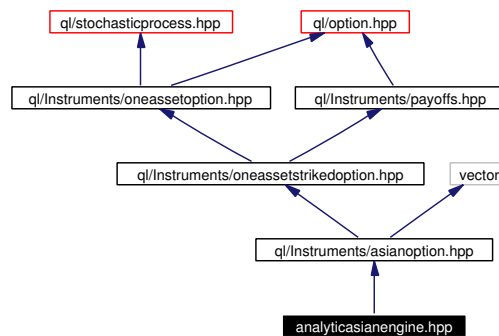 ql/stochasticprocess.hpp
ql/option.hpp
ql/Instruments/oneassetoption.hpp
ql/Instruments/payoffs.hpp
ql/Instruments/oneassetstrikedoption.hpp
vector
ql/Instruments/asianoption.hpp
analyticasianengine.hpp